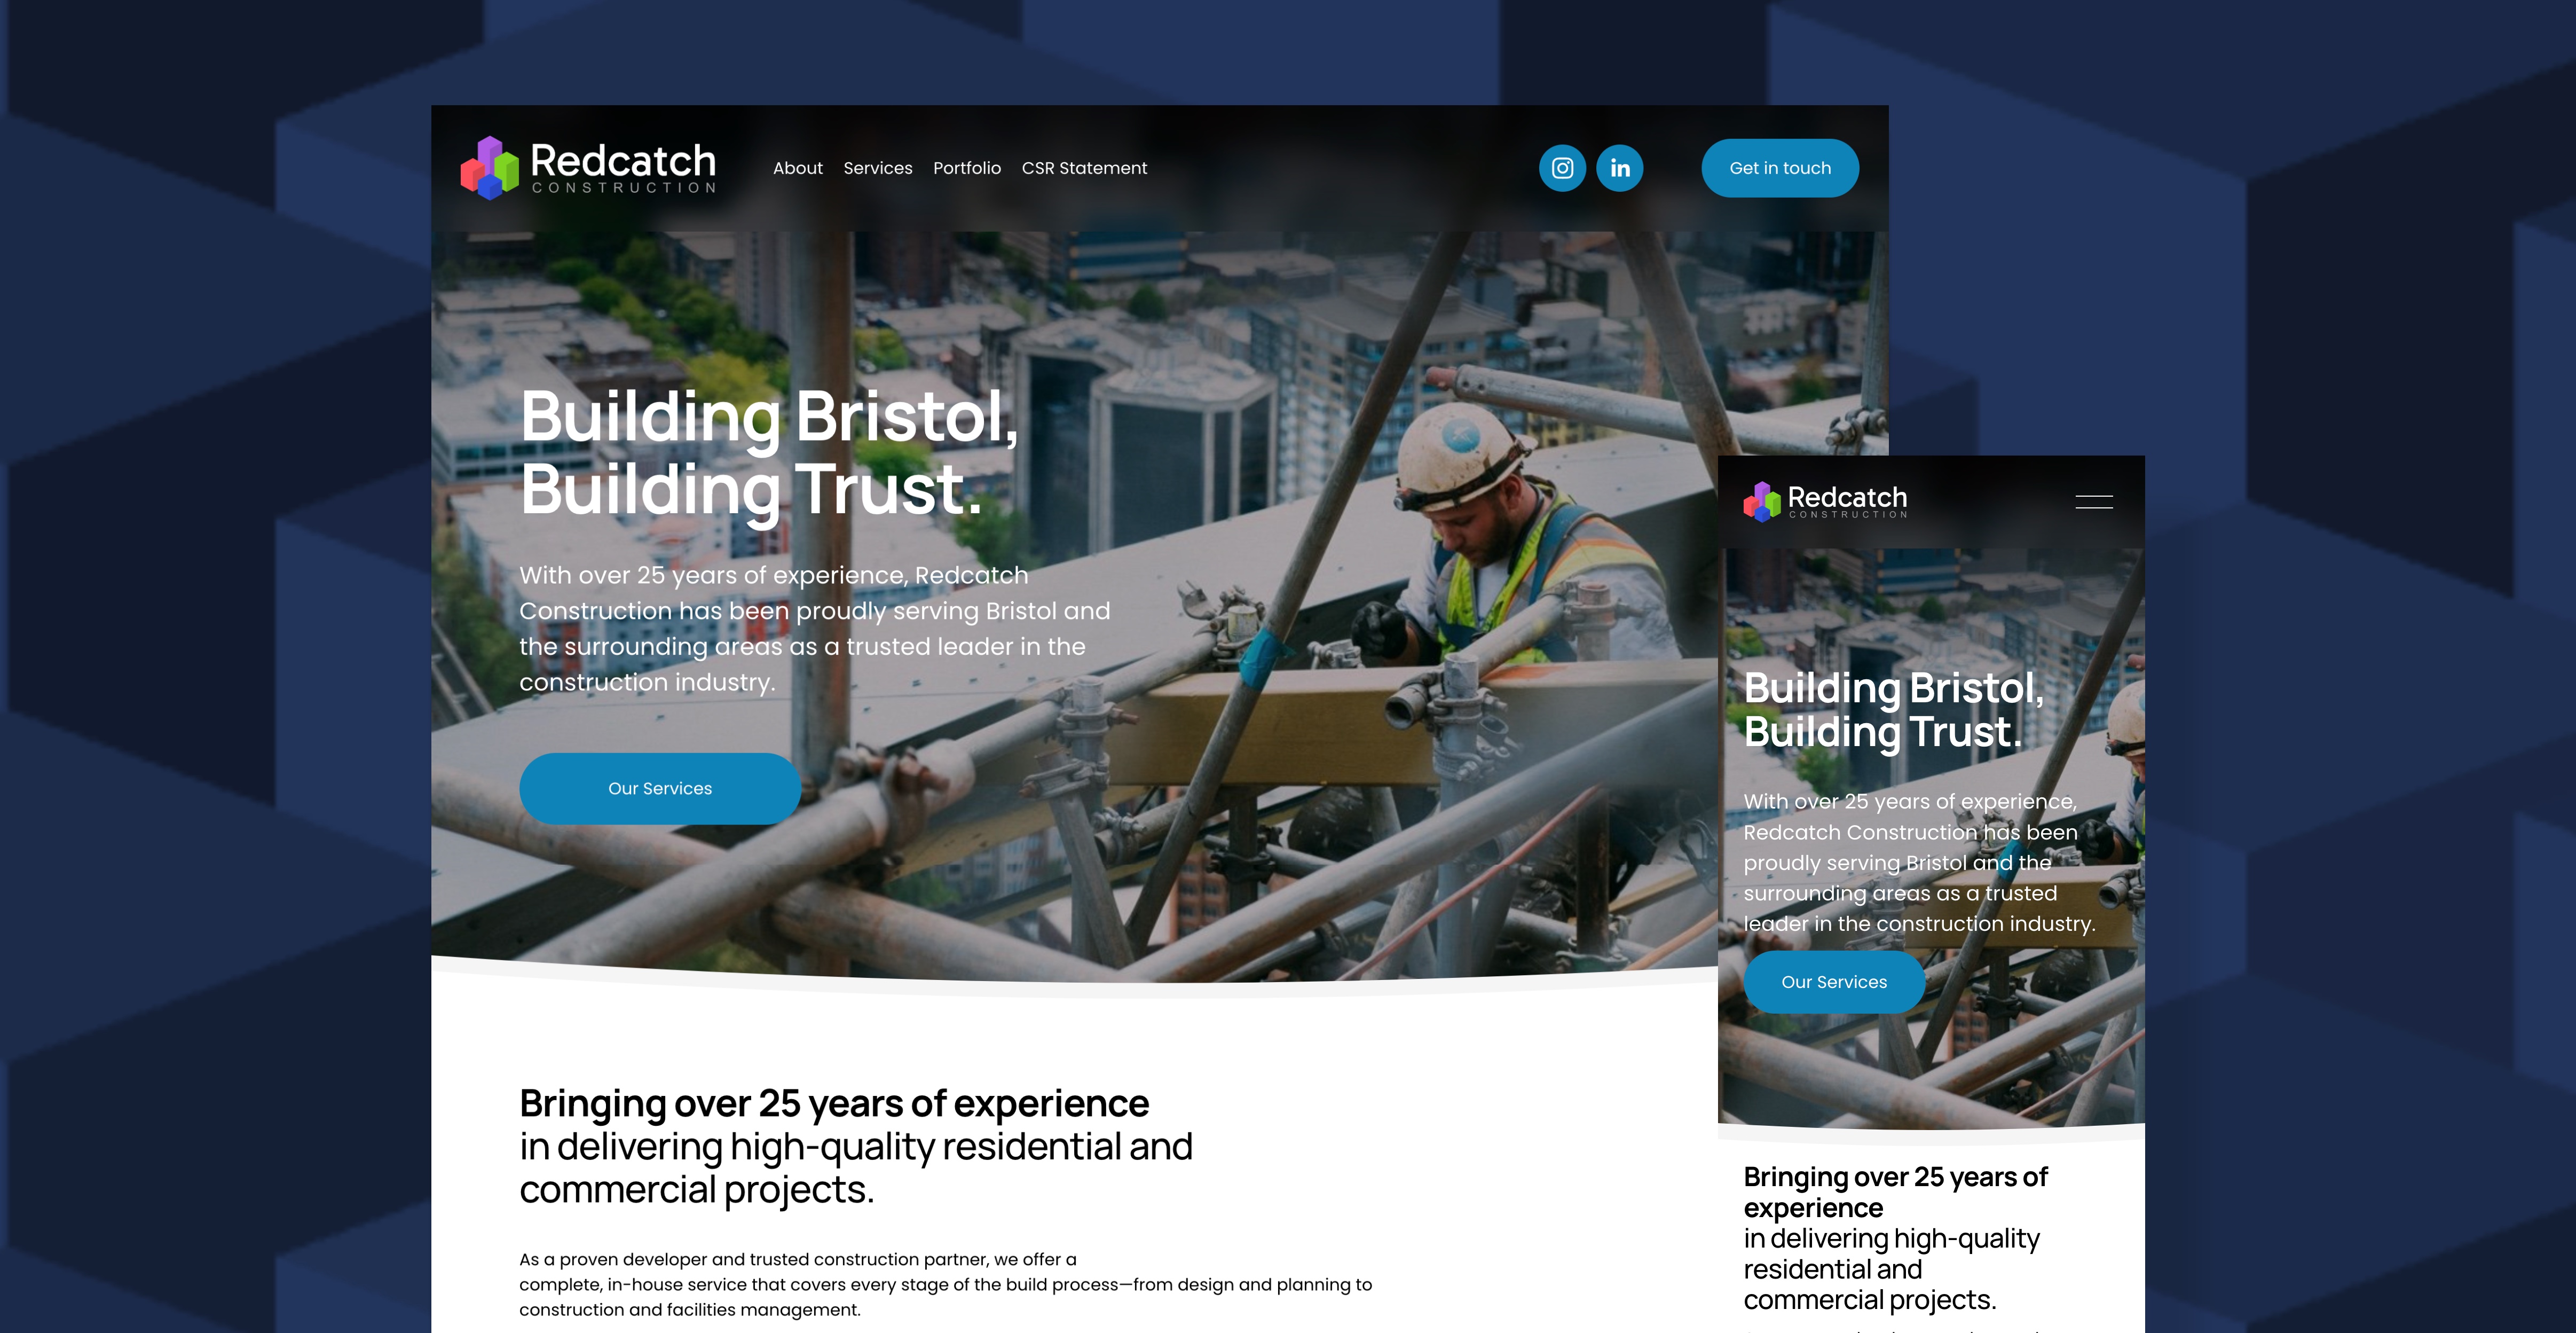 Redcatch
CONSTRUCTION
About Services Portfolio CSR Statement
in
Get in touch
Building Bristol,
Building Trust.
With over 25 years of experience, Redcatch
Construction has been proudly serving Bristol and
the surrounding areas as a trusted leader in the
construction industry.
Our Services
Bringing over 25 years of experience
in delivering high-quality residential and
commercial projects.
As a proven developer and trusted construction partner, we offer a
complete, in-house service that covers every stage of the build process—from design and planning to
construction and facilities management.
Redcatch
CONSTRUCTION
Building Bristol,
Building Trust.
With over 25 years of experience,
Redcatch Construction has been
proudly serving Bristol and the
surrounding areas as a trusted
leader in the construction industry.
Our Services
Bringing over 25 years of
experience
in delivering high-quality
residential and
commercial projects.